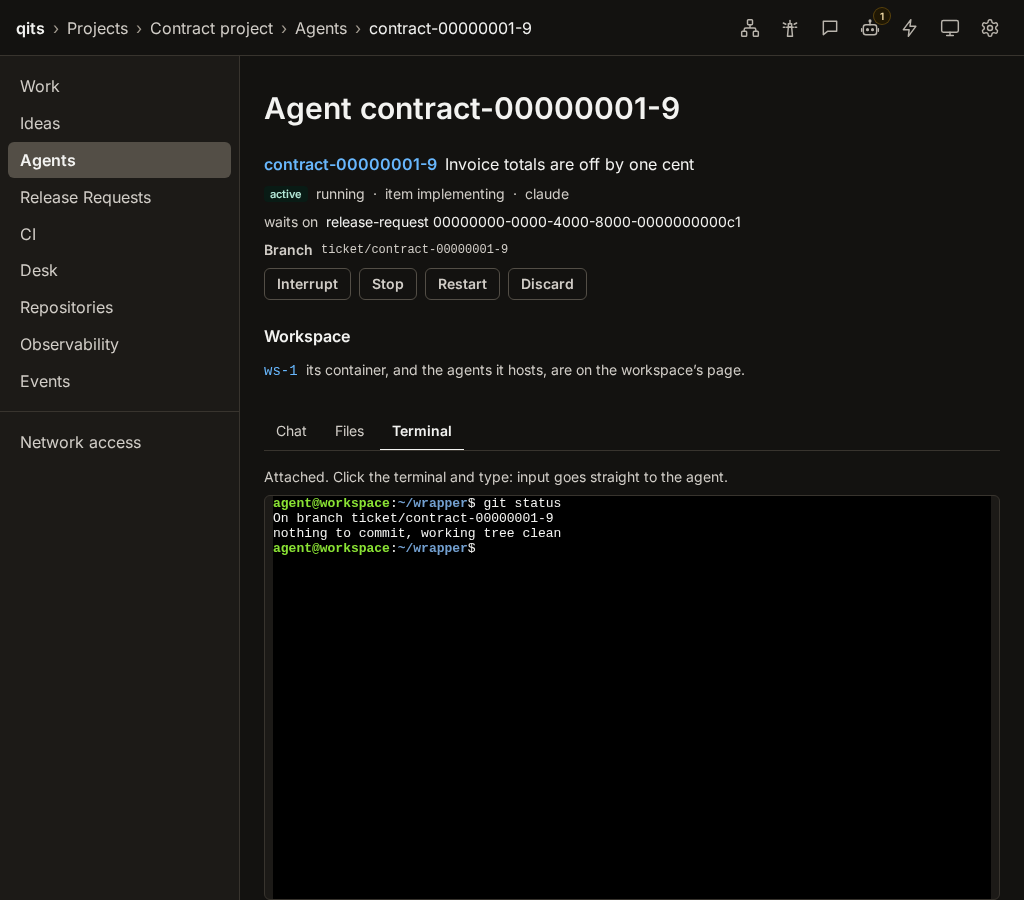 qits › Projects › Contract project › Agents › contract-00000001-9
1
Work
Ideas
Agents
Release Requests
CI
Desk
Repositories
Observability
Events
Network access
Agent contract-00000001-9
contract-00000001-9 Invoice totals are off by one cent
active running · item implementing · claude
waits on release-request 00000000-0000-4000-8000-0000000000c1
Branch ticket/contract-00000001-9
Interrupt Stop Restart Discard
Workspace
ws-1 its container, and the agents it hosts, are on the workspace’s page.
Chat Files Terminal
Attached. Click the terminal and type: input goes straight to the agent.
agent@workspace:~/wrapper$ git status
On branch ticket/contract-00000001-9
nothing to commit, working tree clean
agent@workspace:~/wrapper$